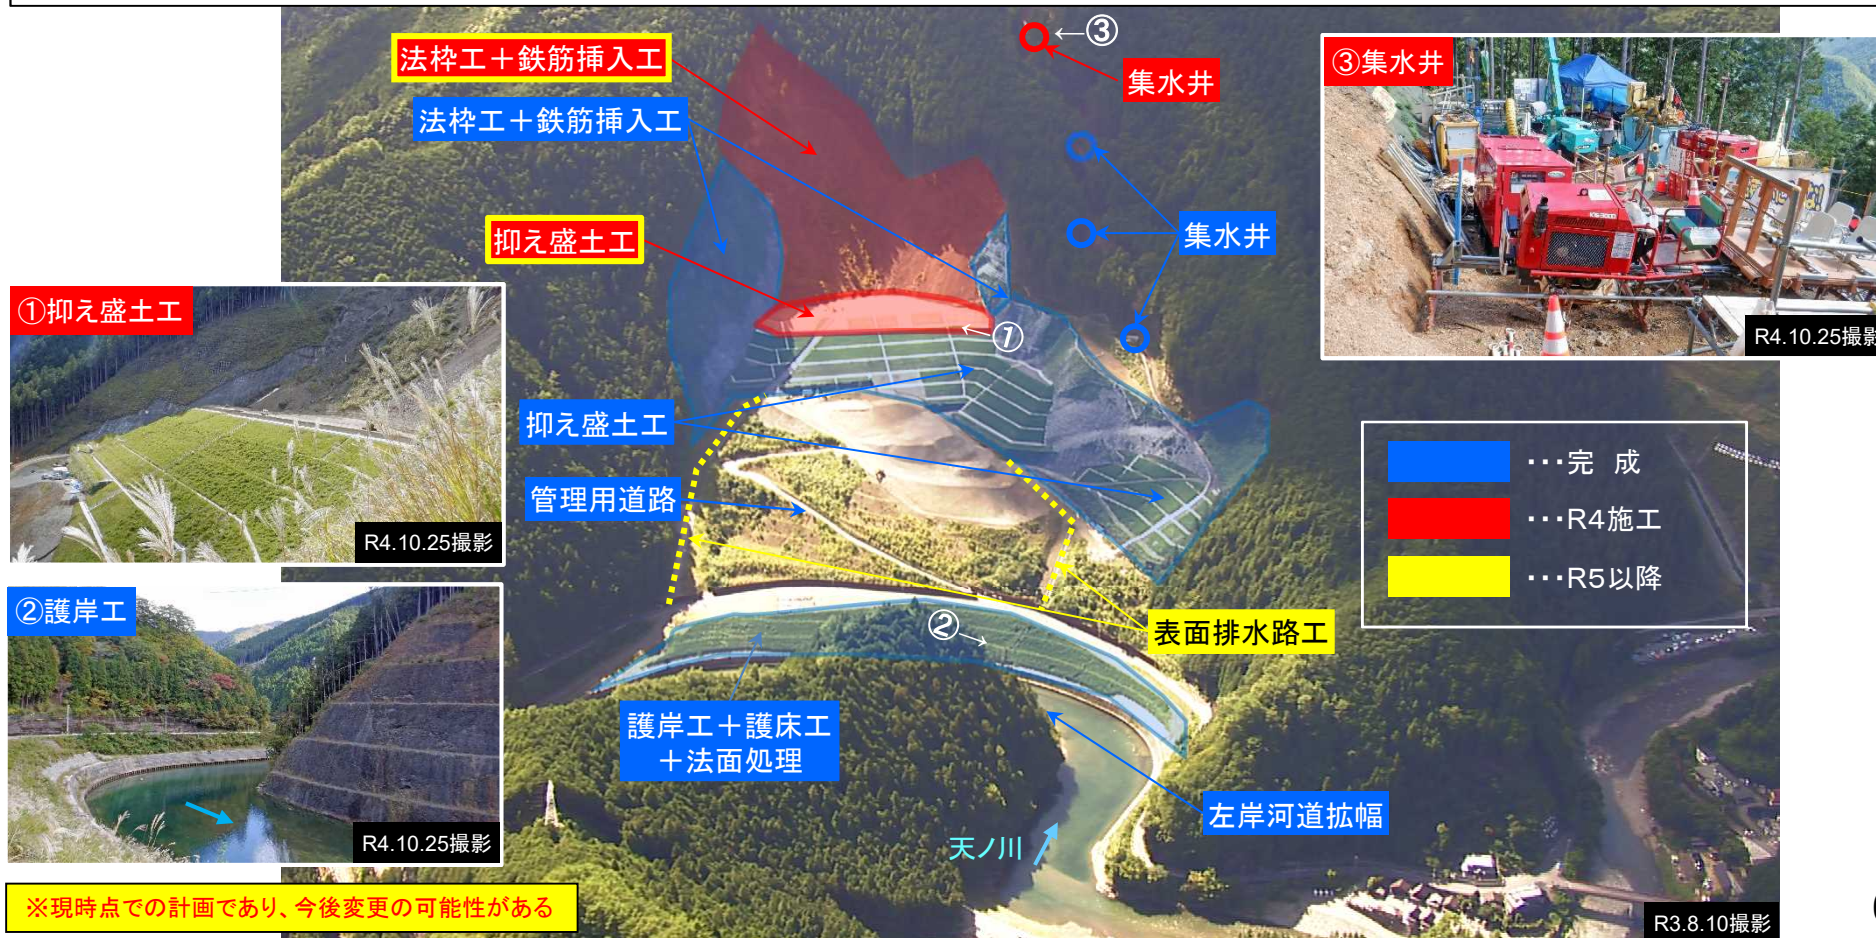 法枠工＋鉄筋挿入工
法枠工＋鉄筋挿入工
抑え盛土工
←③
集水井
集水井
③集水井
R4.10.25撮影
①抑え盛土工
R4.10.25撮影
←①
抑え盛土工
管理用道路
・・・完　成
・・・R4施工
・・・R5以降
②護岸工
R4.10.25撮影
②→
表面排水路工
護岸工＋護床工
＋法面処理
左岸河道拡幅
天ノ川
※現時点での計画であり、今後変更の可能性がある
R3.8.10撮影